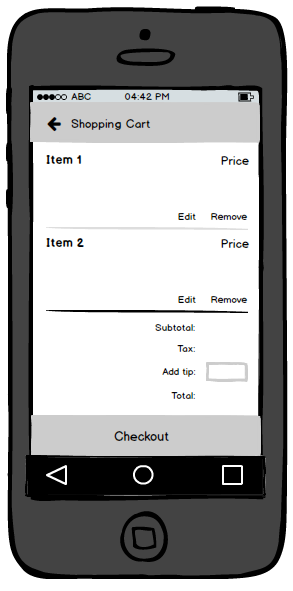 ABC 04:42 PM
Shopping Cart
Item 1 Price
Edit Remove
Item 2 Price
Edit Remove
Subtotal:
Tax:
Add tip:
Total:
Checkout